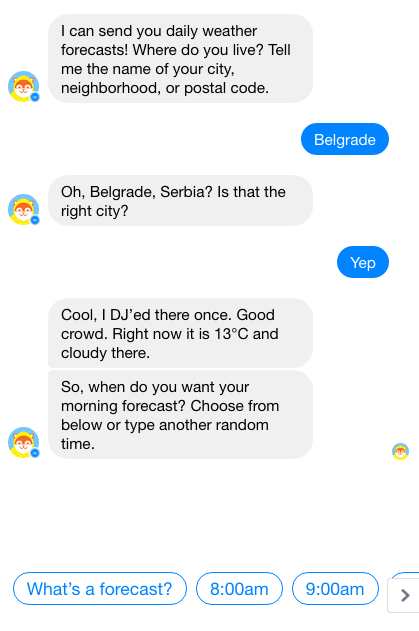 I can send you daily weather
forecasts! Where do you live? Tell
me the name of your city,
neighborhood, or postal code.
Belgrade
Oh, Belgrade, Serbia? Is that the
right city?
Yep
Cool, I DJ’ed there once. Good
crowd. Right now it is 13°C and
cloudy there.
So, when do you want your
morning forecast? Choose from
below or type another random
time.
What’s a forecast?
8:00am
9:00am